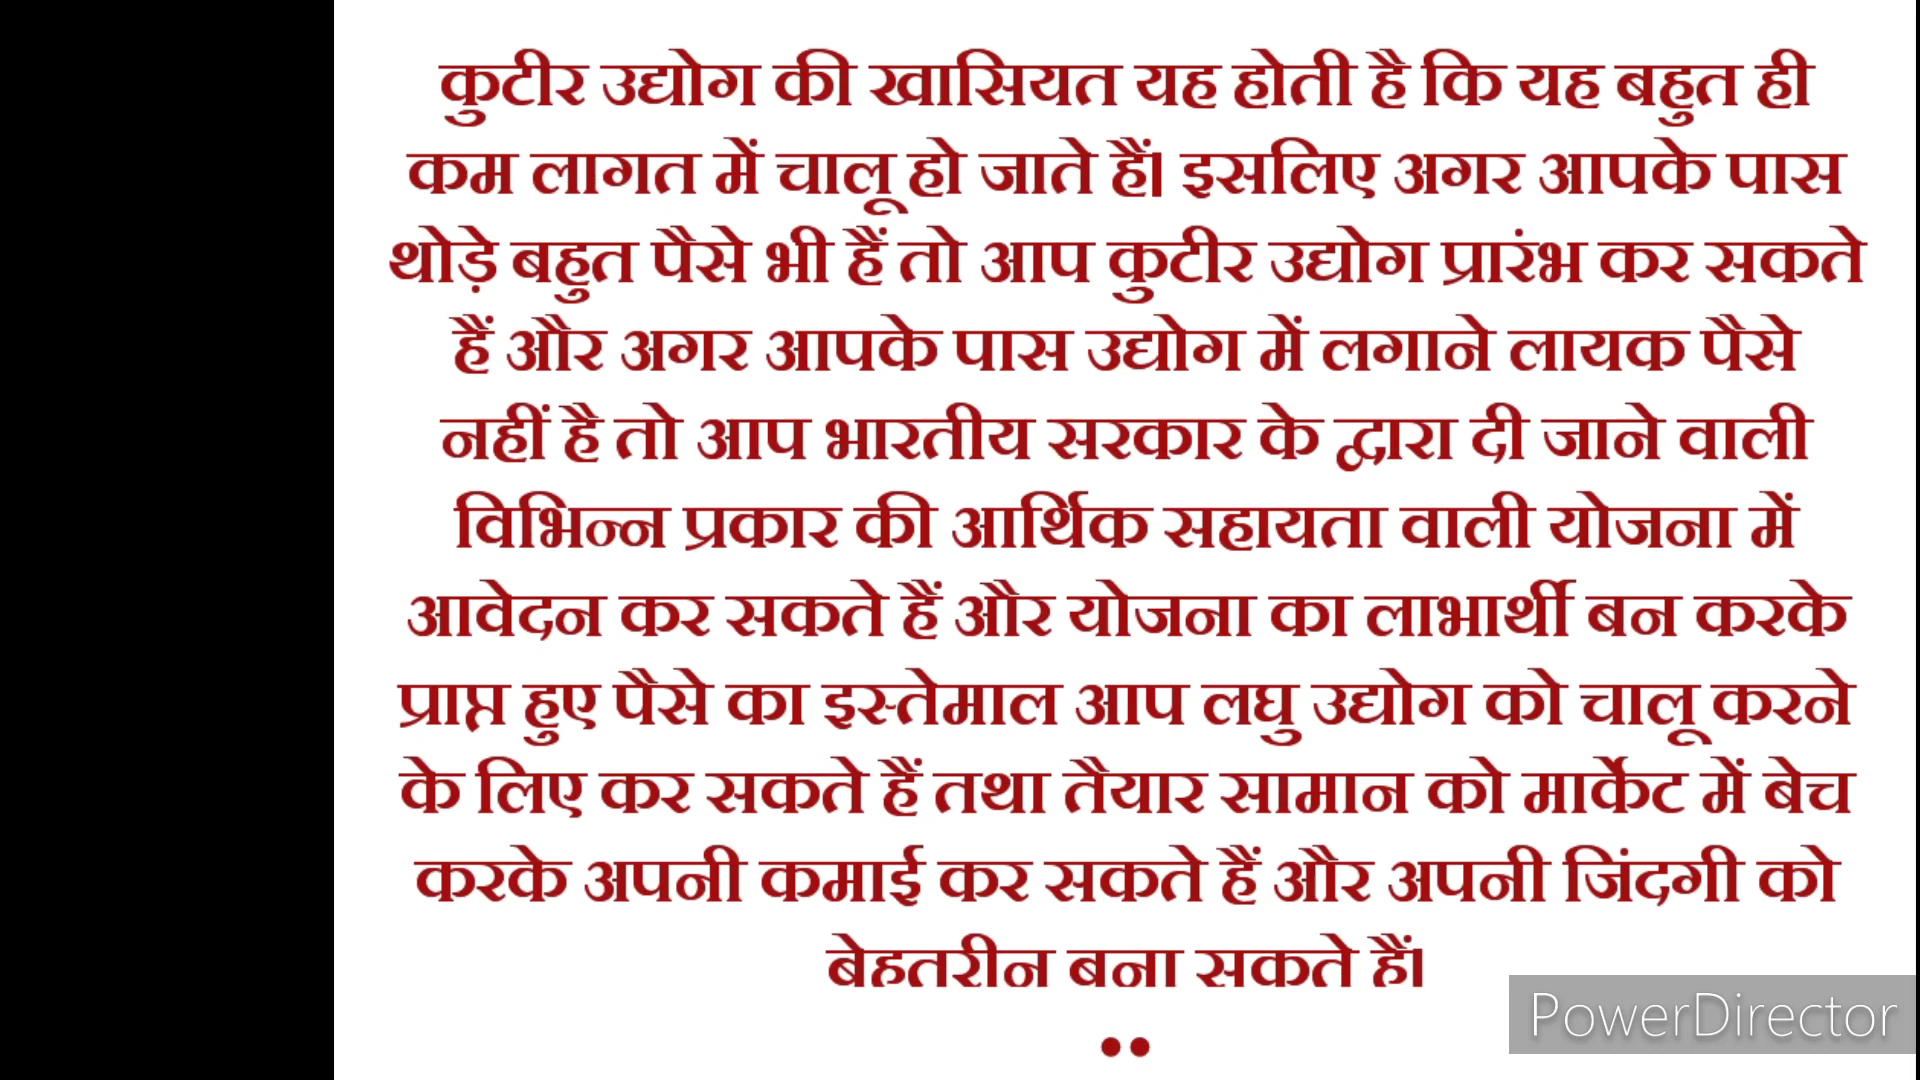 कुटीर उद्योग की खासियत यह होती है कि यह बहुत ही
कम लागत में चालू हो जाते हैं। इसलिए अगर आपके पास
थोड़े बहुत पैसे भी हैं तो आप कुटीर उद्योग प्रारंभ कर सकते
हैं और अगर आपके पास उद्योग में लगाने लायक पैसे
नहीं है तो आप भारतीय सरकार के द्वारा दी जाने वाली
विभिन्न प्रकार की आर्थिक सहायता वाली योजना में
आवेदन कर सकते हैं और योजना का लाभार्थी बन करके
प्राप्त हुए पैसे का इस्तेमाल आप लघु उद्योग को चालू करने
के लिए कर सकते हैं तथा तैयार सामान को मार्केट में बेच
करके अपनी कमाई कर सकते हैं और अपनी जिंदगी को
बेहतरीन बना सकते हैं।
PowerDirector